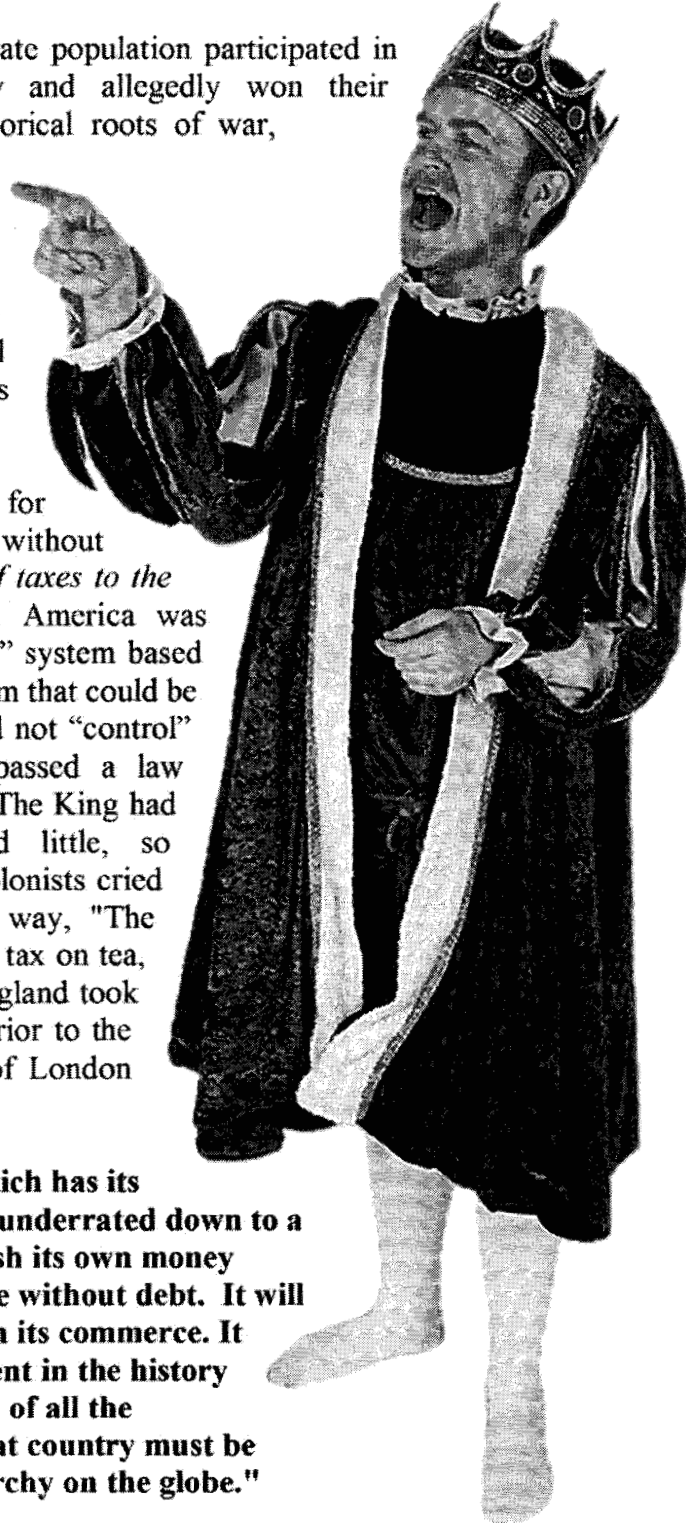 ate population participated in
and allegedly won their
orical roots of war,
s
for
without
f taxes to the
America was
” system based
m that could be
l not “control”
passed a law
The King had
d little, so
lonists cried
way, "The
tax on tea,
gland took
rior to the
of London
ich has its
underrated down to a
sh its own money
e without debt. It will
n its commerce. It
ent in the history
of all the
at country must be
rchy on the globe."